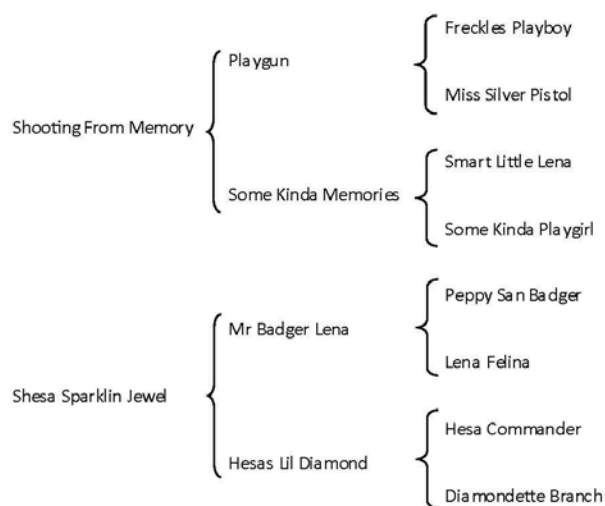 Freckles Playboy
Playgun
Miss Silver Pistol
Shooting From Memory
Smart Little Lena
Some Kinda Memories
Some Kinda Playgirl
Peppy San Badger
Mr Badger Lena
Lena Felina
Shesa Sparklin Jewel
Hesa Commander
Hesas Lil Diamond
Diamondette Branch